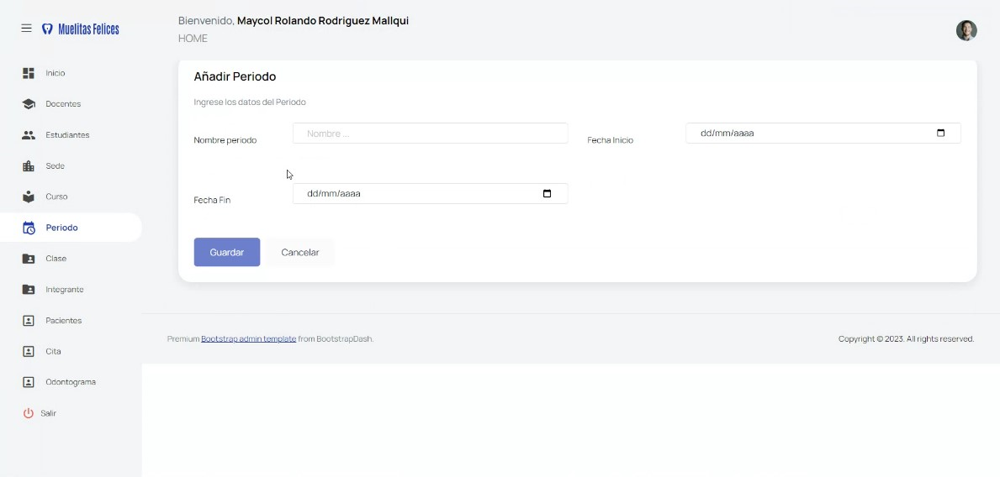 Muelitas Felices
Bienvenido, Maycol Rolando Rodriguez Mallqui
HOME
Inicio
Docentes
Estudiantes
Sede
Curso
Periodo
Clase
Integrante
Pacientes
Cita
Odontograma
Salir
Añadir Periodo
Ingrese los datos del Periodo
Nombre periodo
Nombre ...
Fecha Inicio
dd/mm/aaaa
Fecha Fin
dd/mm/aaaa
Guardar
Cancelar
Premium Bootstrap admin template from BootstrapDash.
Copyright © 2023. All rights reserved.